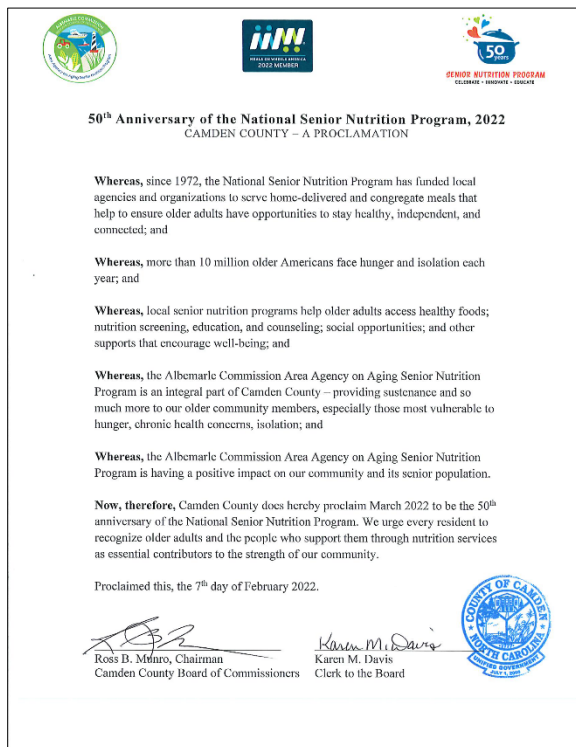 MEALS ON WHEELS AMERICA
2022 MEMBER
50
years
SENIOR NUTRITION PROGRAM
CELEBRATE • INNOVATE • EDUCATE
50th Anniversary of the National Senior Nutrition Program, 2022
CAMDEN COUNTY – A PROCLAMATION
Whereas, since 1972, the National Senior Nutrition Program has funded local
agencies and organizations to serve home-delivered and congregate meals that
help to ensure older adults have opportunities to stay healthy, independent, and
connected; and
Whereas, more than 10 million older Americans face hunger and isolation each
year; and
Whereas, local senior nutrition programs help older adults access healthy foods;
nutrition screening, education, and counseling; social opportunities; and other
supports that encourage well-being; and
Whereas, the Albemarle Commission Area Agency on Aging Senior Nutrition
Program is an integral part of Camden County – providing sustenance and so
much more to our older community members, especially those most vulnerable to
hunger, chronic health concerns, isolation; and
Whereas, the Albemarle Commission Area Agency on Aging Senior Nutrition
Program is having a positive impact on our community and its senior population.
Now, therefore, Camden County does hereby proclaim March 2022 to be the 50th
anniversary of the National Senior Nutrition Program. We urge every resident to
recognize older adults and the people who support them through nutrition services
as essential contributors to the strength of our community.
Proclaimed this, the 7th day of February 2022.
Karen M. Davis
Ross B. Munro, Chairman
Camden County Board of Commissioners
Karen M. Davis
Clerk to the Board
COUNTY OF CAMDEN
NORTH CAROLINA
UNIFIED GOVERNMENT